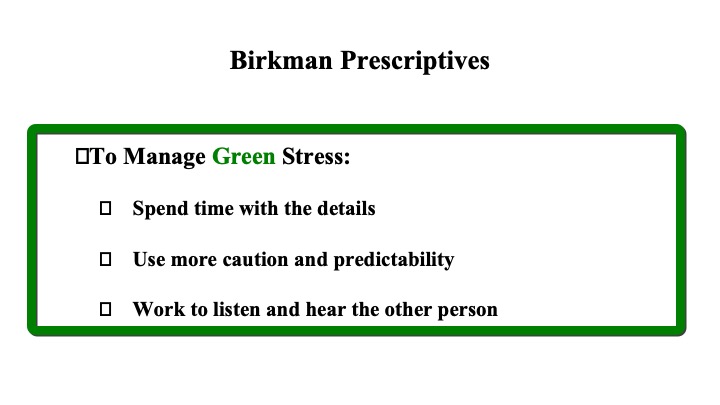 Birkman Prescriptives
To Manage Green Stress:
Spend time with the details
Use more caution and predictability
Work to listen and hear the other person